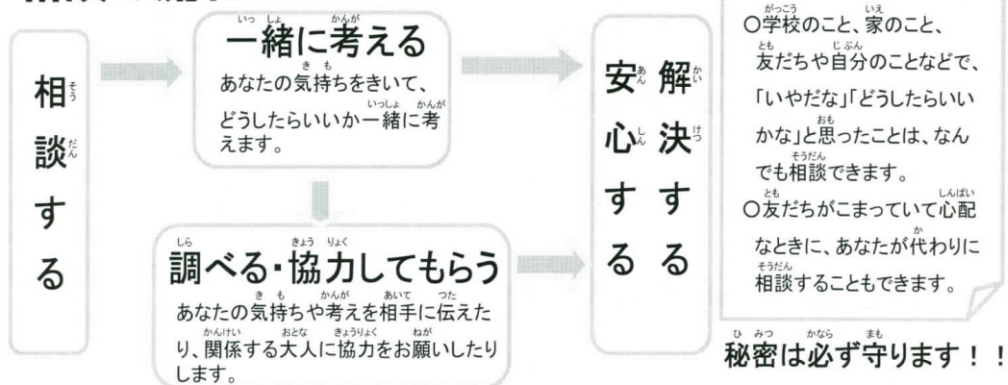 相談する
一緒に考える
あなたの気持ちをきいて、
どうしたらいいか一緒に考
えます。
調べる・協力してもらう
あなたの気持ちや考えを相手に伝えた
り、関係する大人に協力をお願いしたり
します。
解決する
安心する
〇学校のこと、家のこと、
友だちや自分のことなどで、
「いやだな」「どうしたらいい
かな」と思ったことは、なん
でも相談できます。
〇友だちがこまっていて心配
なときに、あなたが代わりに
相談することもできます。
秘密は必ず守ります！！